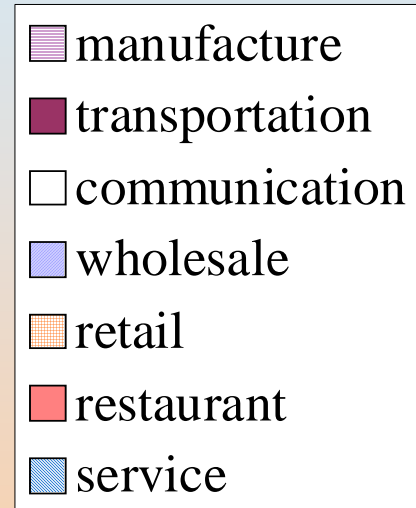 manufacture
transportation
communication
wholesale
retail
restaurant
service